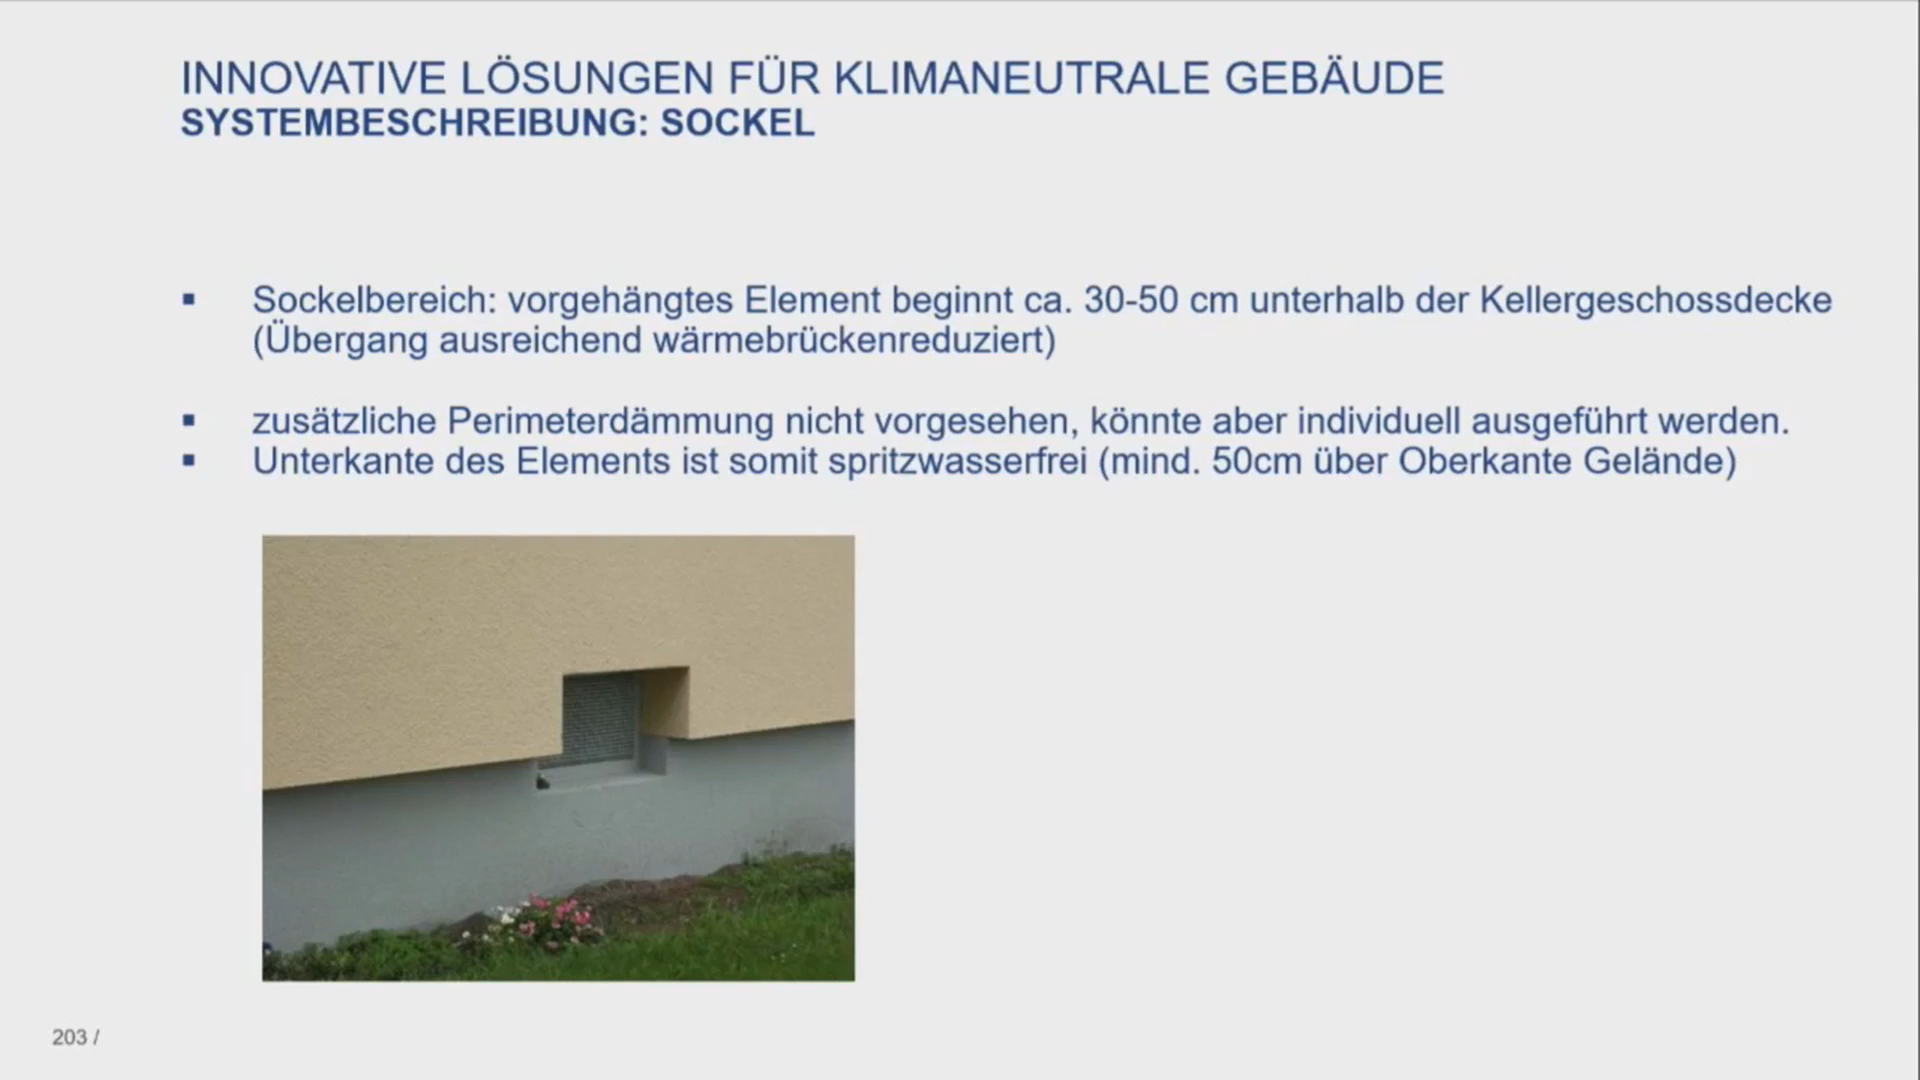 INNOVATIVE LÖSUNGEN FÜR KLIMANEUTRALE GEBÄUDE
SYSTEMBESCHREIBUNG: SOCKEL
▪ Sockelbereich: vorgehängtes Element beginnt ca. 30-50 cm unterhalb der Kellergeschossdecke
(Übergang ausreichend wärmebrückenreduziert)
▪ zusätzliche Perimeterdämmung nicht vorgesehen, könnte aber individuell ausgeführt werden.
▪ Unterkante des Elements ist somit spritzwasserfrei (mind. 50cm über Oberkante Gelände)
203 /